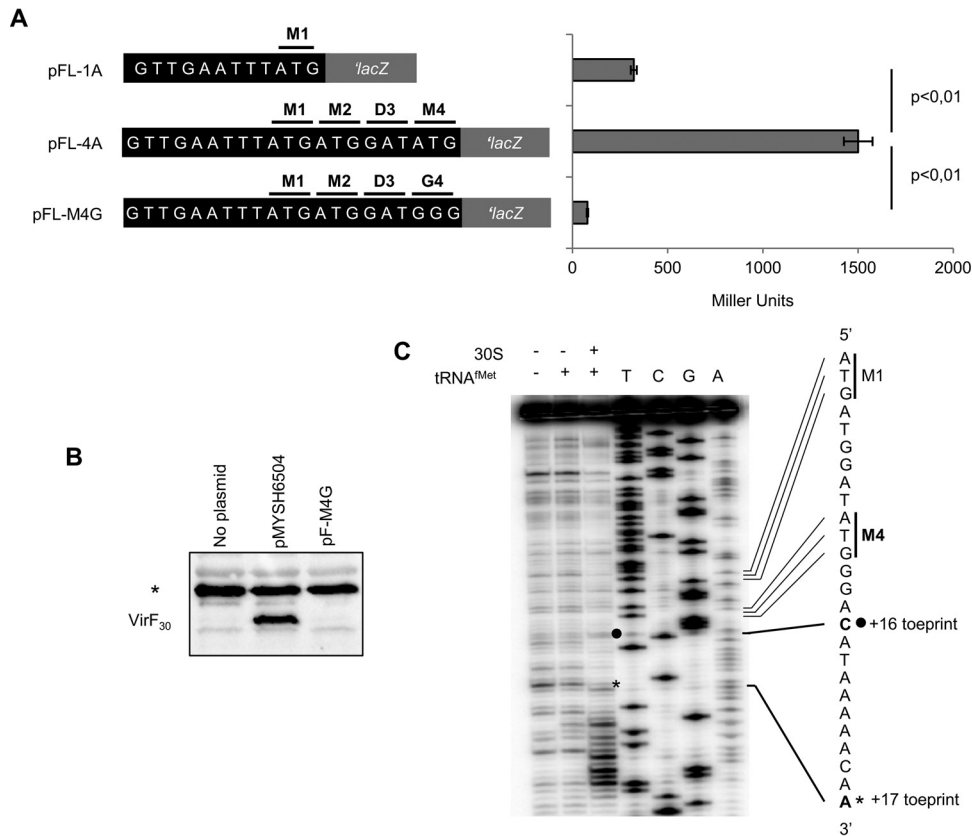 A
M1
pFL-1A GTTGAATTTATG 'lacZ
M1 M2 D3 M4
pFL-4A GTTGAATTTATGATGGATATG 'lacZ
M1 M2 D3 G4
pFL-M4G GTTGAATTTATGATGGATGGG 'lacZ
p<0,01
p<0,01
0 500 1000 1500 2000
Miller Units
B
No plasmid
pMYSH6504
pF-M4G
*
VirF30
C
30S - - +
tRNAfMet - + + T C G A
*
5'
A
T M1
G
A
T
G
G
A
T
A
T M4
G
G
G
A
C ● +16 toeprint
A
T
A
A
A
A
A
C
A
A * +17 toeprint
3'